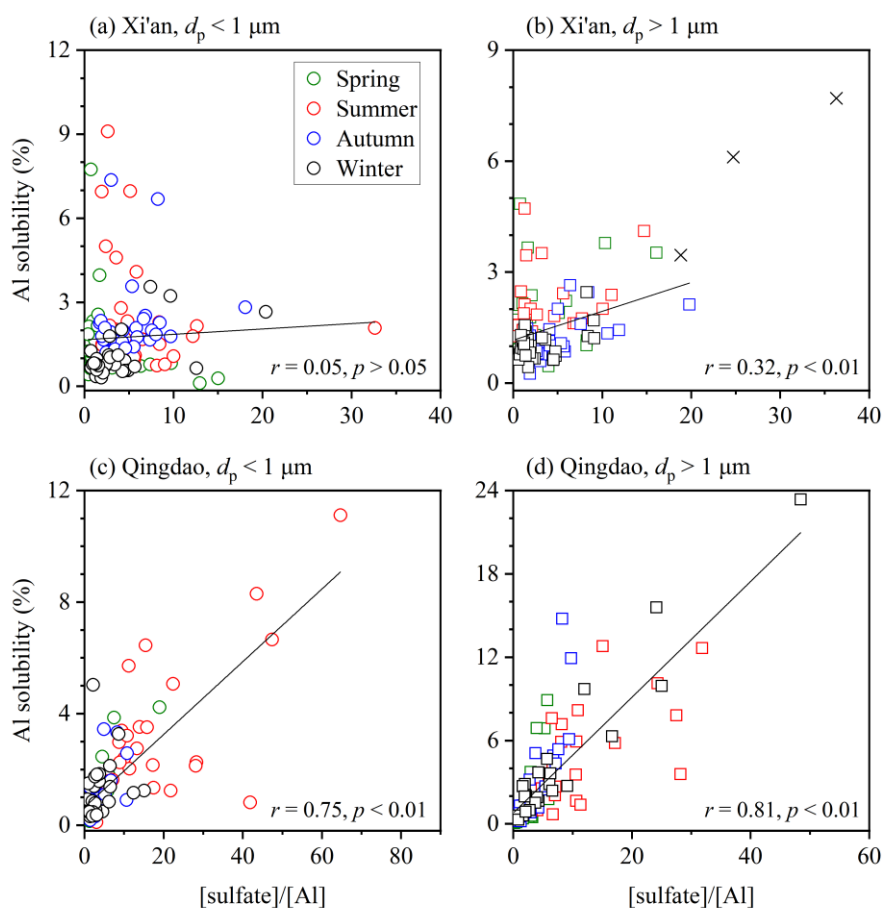 (a) Xi'an, dp < 1 μm
(b) Xi'an, dp > 1 μm
12
9
6
3
0
Al solubility (%)
Spring
Summer
Autumn
Winter
r = 0.05, p > 0.05
0 10 20 30 40
9
6
3
0
r = 0.32, p < 0.01
0 10 20 30 40
(c) Qingdao, dp < 1 μm
(d) Qingdao, dp > 1 μm
12
8
4
0
Al solubility (%)
r = 0.75, p < 0.01
0 20 40 60 80
[sulfate]/[Al]
24
18
12
6
0
r = 0.81, p < 0.01
0 20 40 60
[sulfate]/[Al]